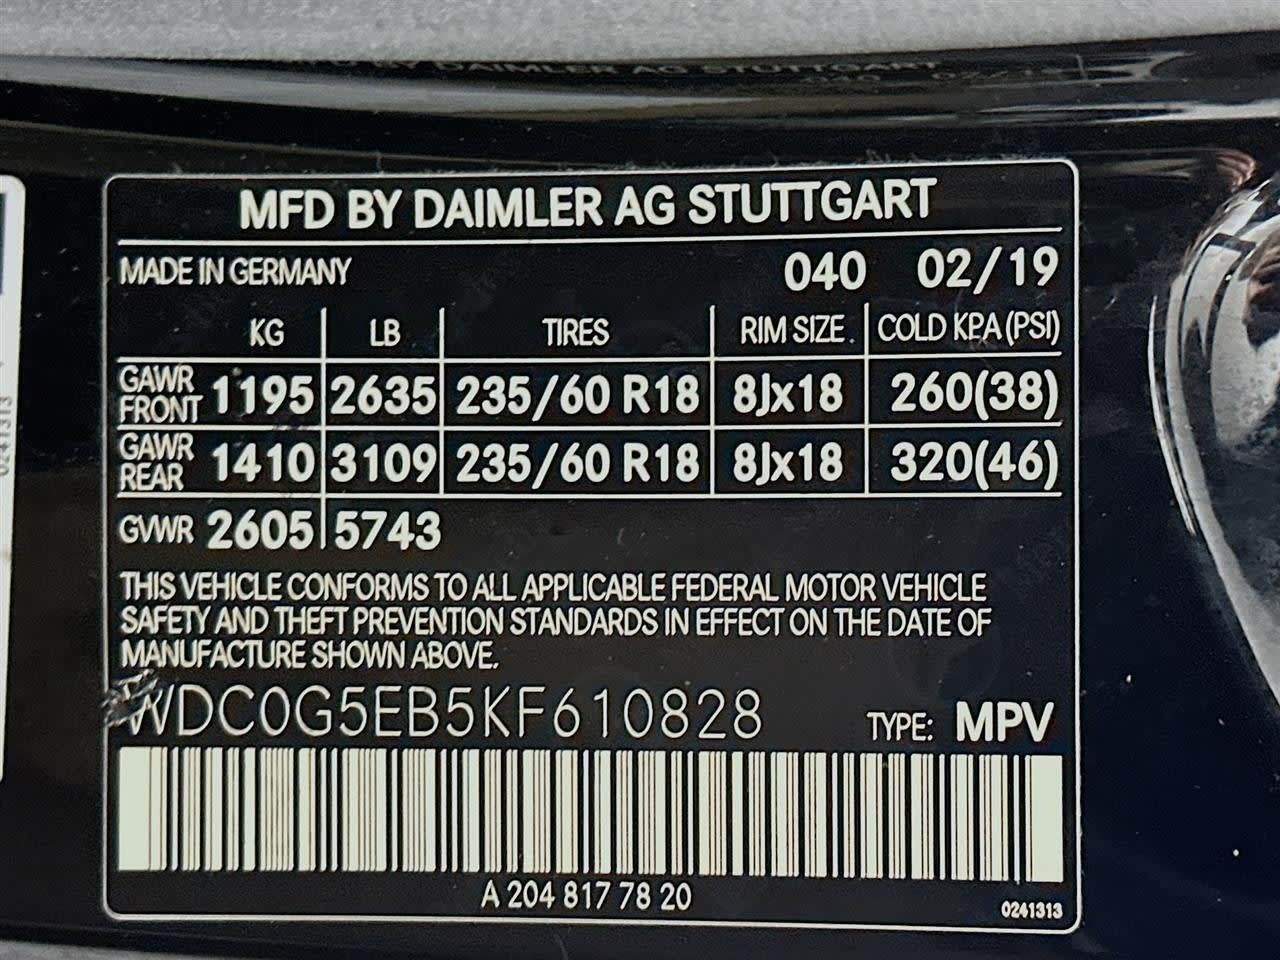 MFD BY DAIMLER AG STUTTGART
MADE IN GERMANY 040 02/19
KG LB TIRES RIM SIZE COLD KPA (PSI)
GAWR FRONT 1195 2635 235/60 R18 8Jx18 260(38)
GAWR REAR 1410 3109 235/60 R18 8Jx18 320(46)
GVWR 2605 5743
THIS VEHICLE CONFORMS TO ALL APPLICABLE FEDERAL MOTOR VEHICLE
SAFETY AND THEFT PREVENTION STANDARDS IN EFFECT ON THE DATE OF
MANUFACTURE SHOWN ABOVE.
WDC0G5EB5KF610828 TYPE: MPV
A 204 817 78 20
0241313
0241313